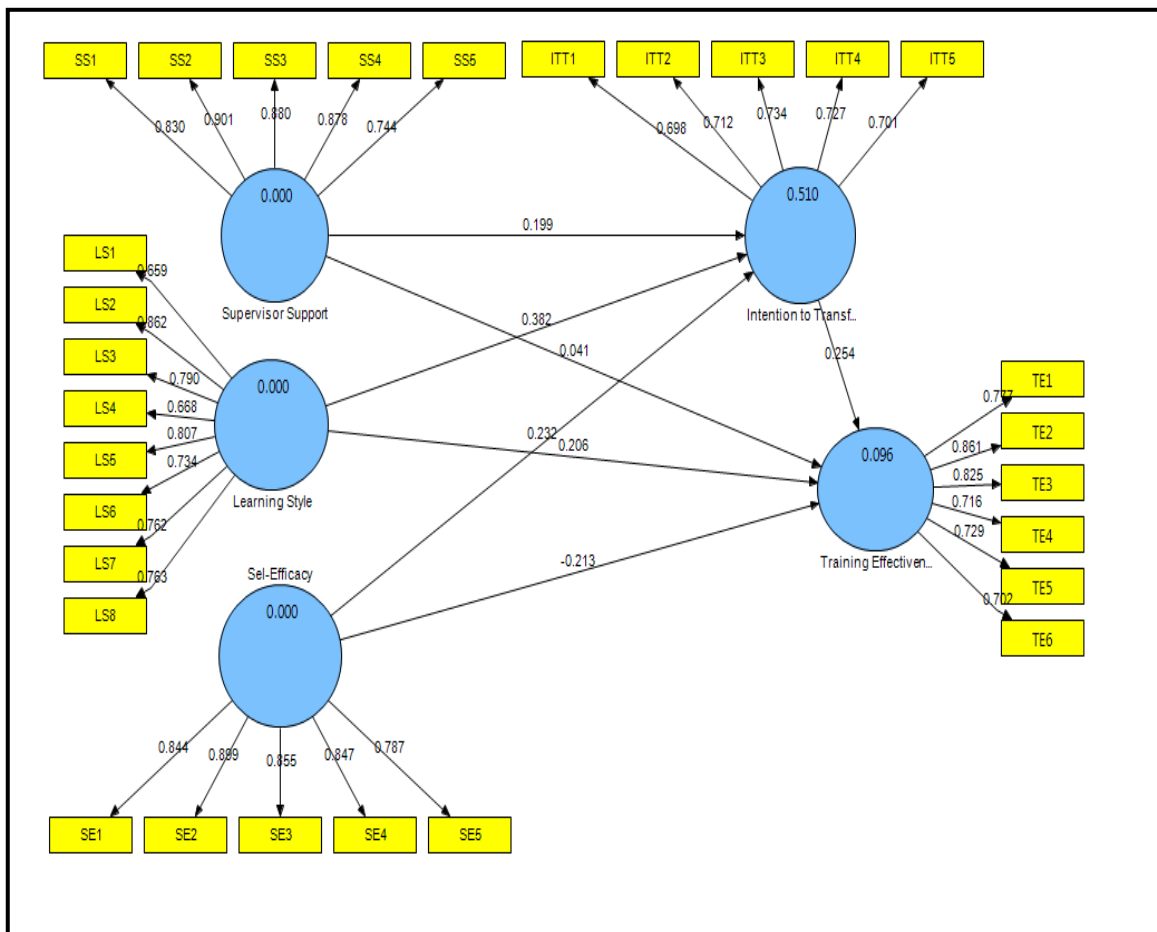 SS1 SS2 SS3 SS4 SS5
ITT1 ITT2 ITT3 ITT4 ITT5
0.830 0.901 0.880 0.878 0.744
0.698 0.712 0.734 0.727 0.701
0.000
0.510
0.199
Supervisor Support
Intention to Transf...
LS1
LS2
LS3
LS4
LS5
LS6
LS7
LS8
0.659
0.862
0.790
0.668
0.807
0.734
0.762
0.763
0.000
Learning Style
0.382
0.041
0.254
0.232
0.206
-0.213
0.096
Training Effectiven...
TE1
TE2
TE3
TE4
TE5
TE6
0.777
0.861
0.825
0.716
0.729
0.702
Sel-Efficacy
0.000
0.844 0.899 0.855 0.847 0.787
SE1 SE2 SE3 SE4 SE5